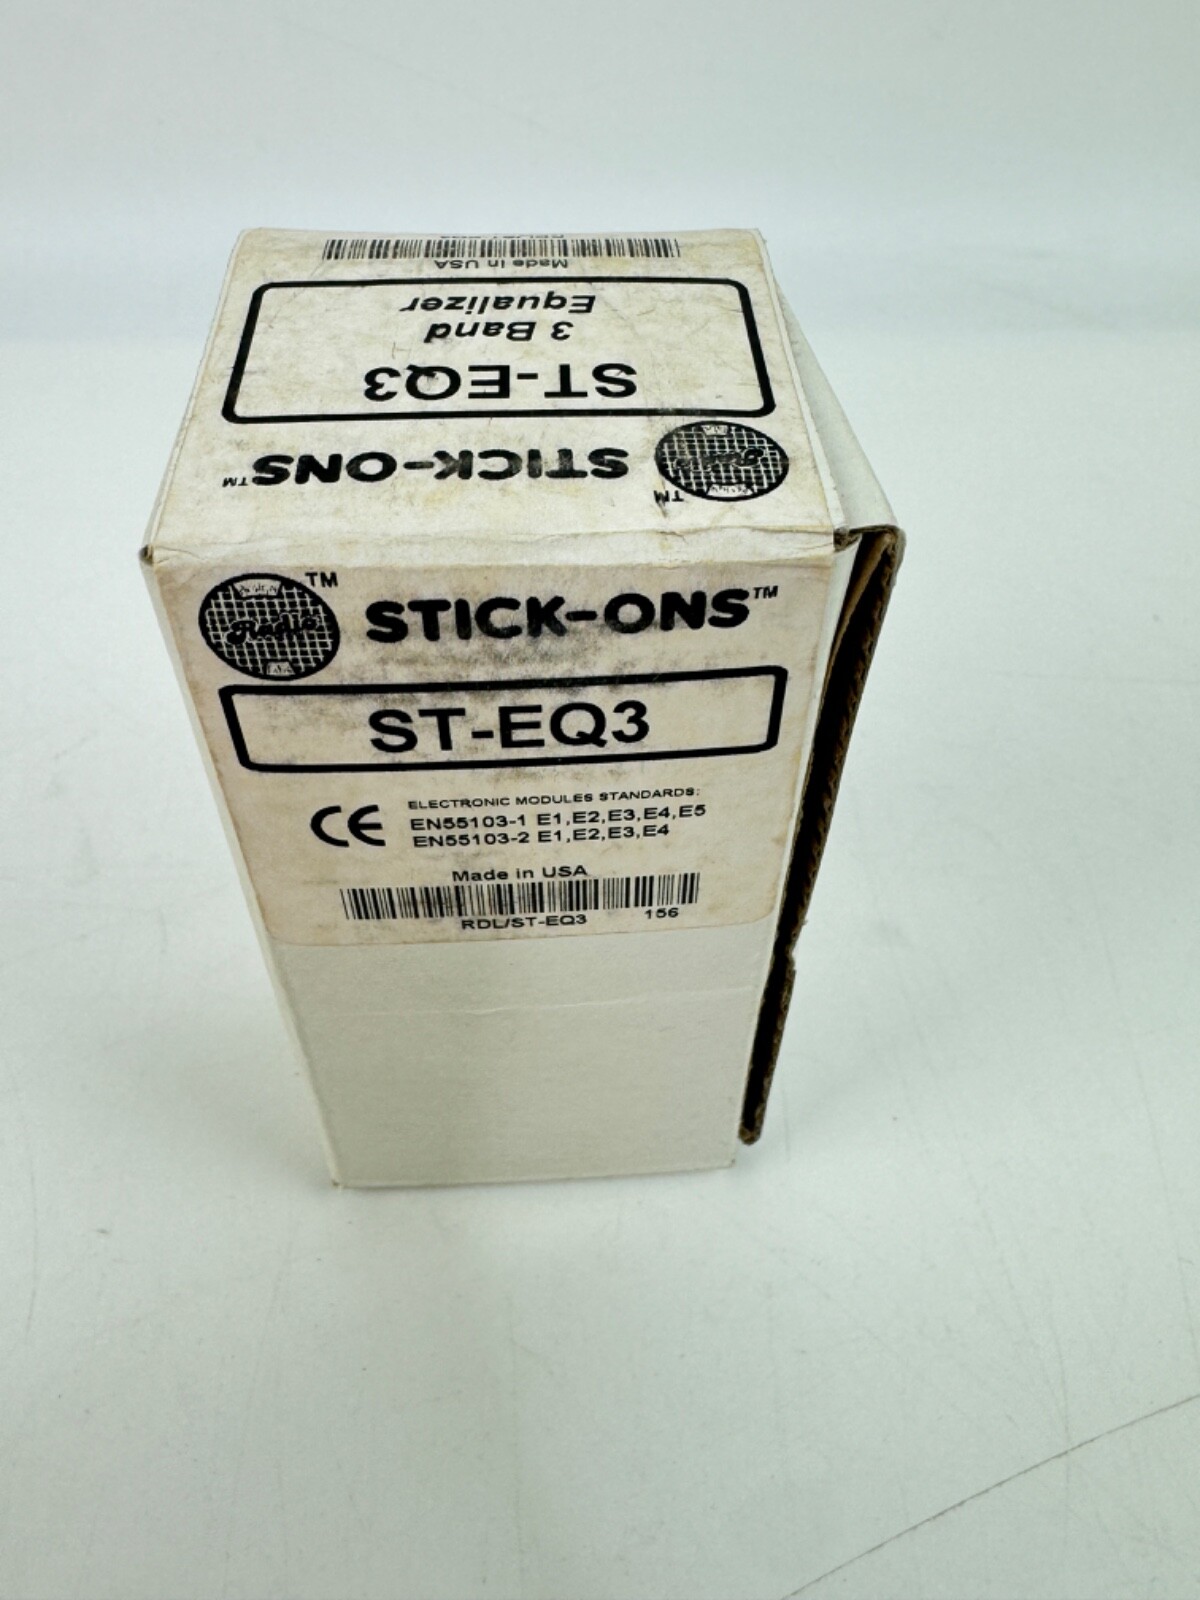 Made in USA
3 Band
Equalizer
ST-EQ3
STICK-ONS™
TM
Radio
TM
STICK-ONS™
Radio
ST-EQ3
CE
ELECTRONIC MODULES STANDARDS:
EN55103-1 E1,E2,E3,E4,E5
EN55103-2 E1,E2,E3,E4
Made in USA
RDL/ST-EQ3 156